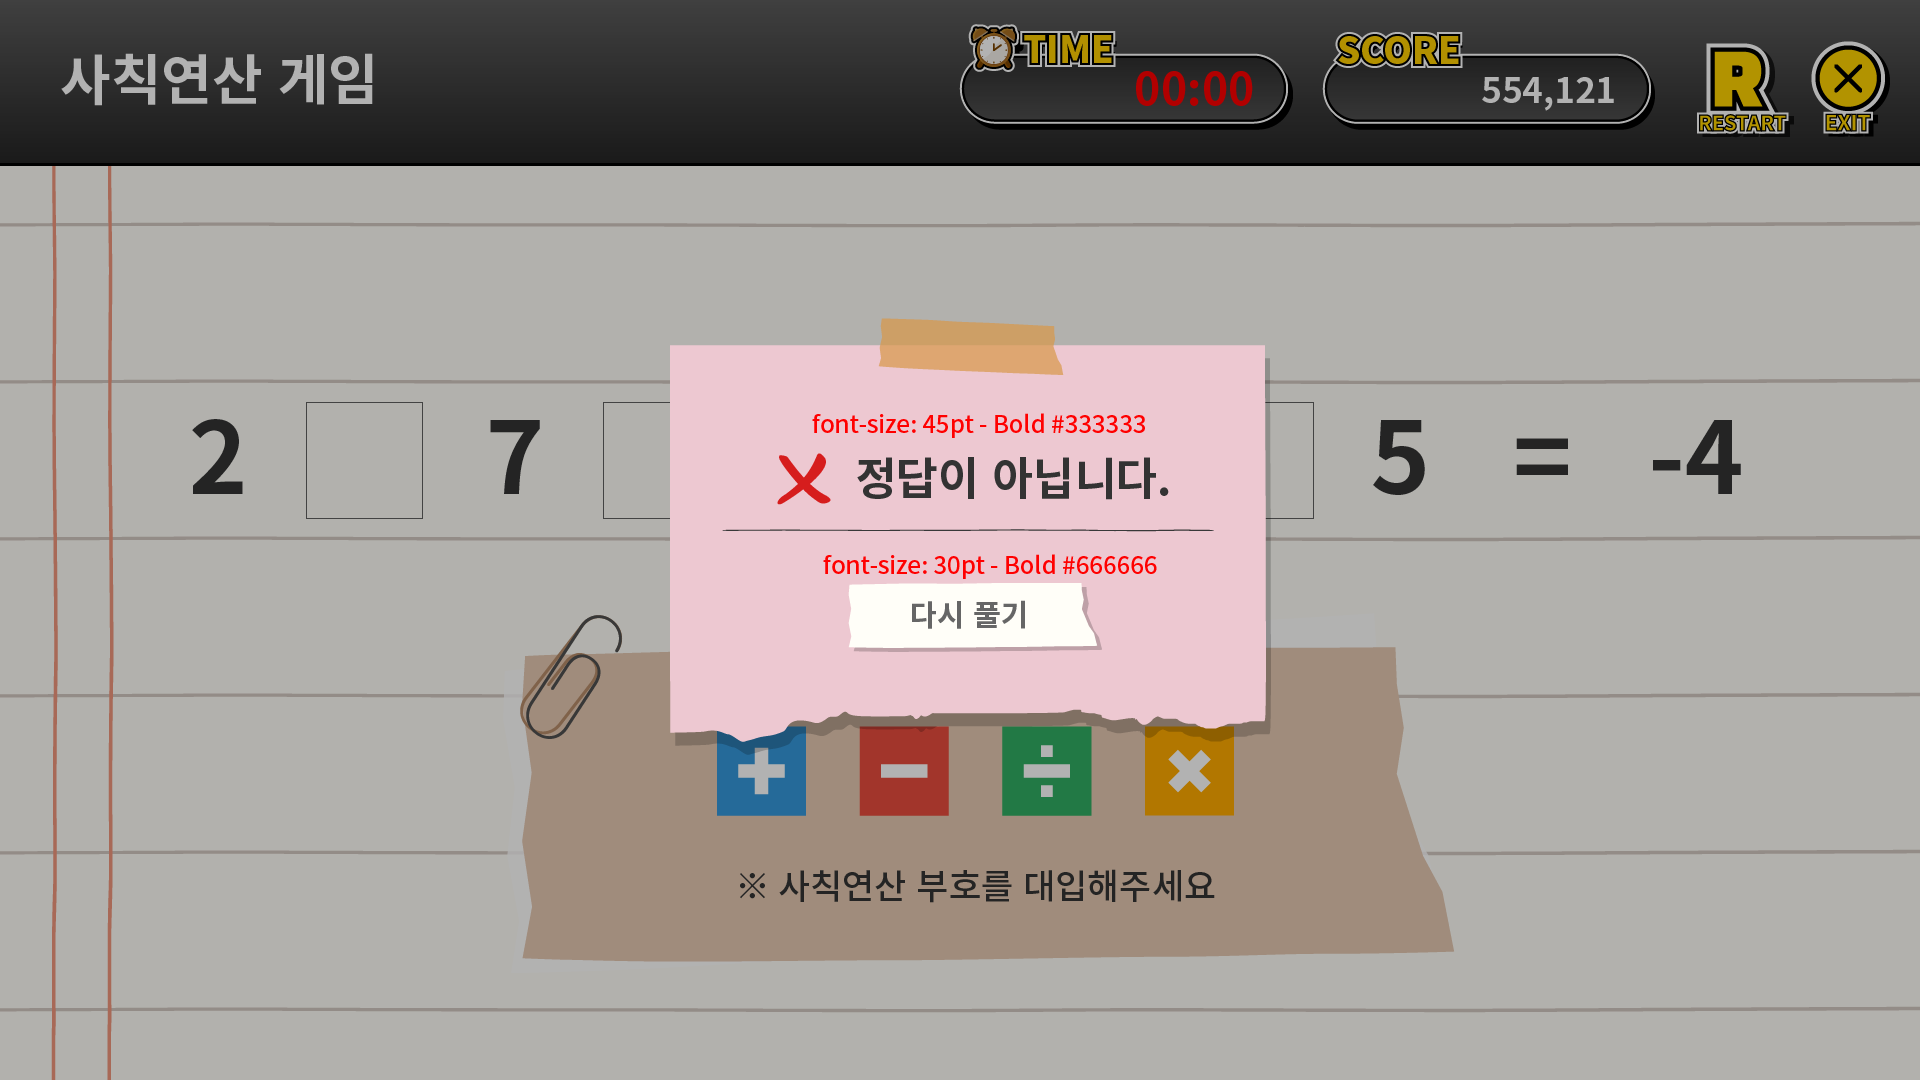 사칙연산 게임
TIME
00:00
SCORE
554,121
R
RESTART
EXIT
font-size: 45pt - Bold #333333
정답이 아닙니다.
2 7 5 = -4
font-size: 30pt - Bold #666666
다시 풀기
+ − ÷ ×
※ 사칙연산 부호를 대입해주세요